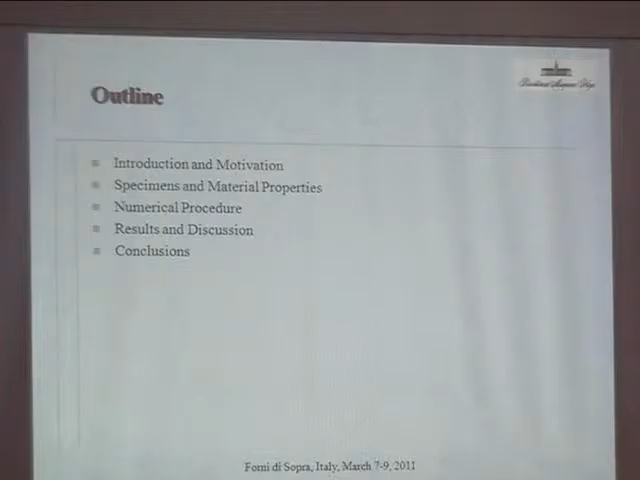 Outline
Introduction and Motivation
Specimens and Material Properties
Numerical Procedure
Results and Discussion
Conclusions
Forni di Sopra, Italy, March 7-9, 2011